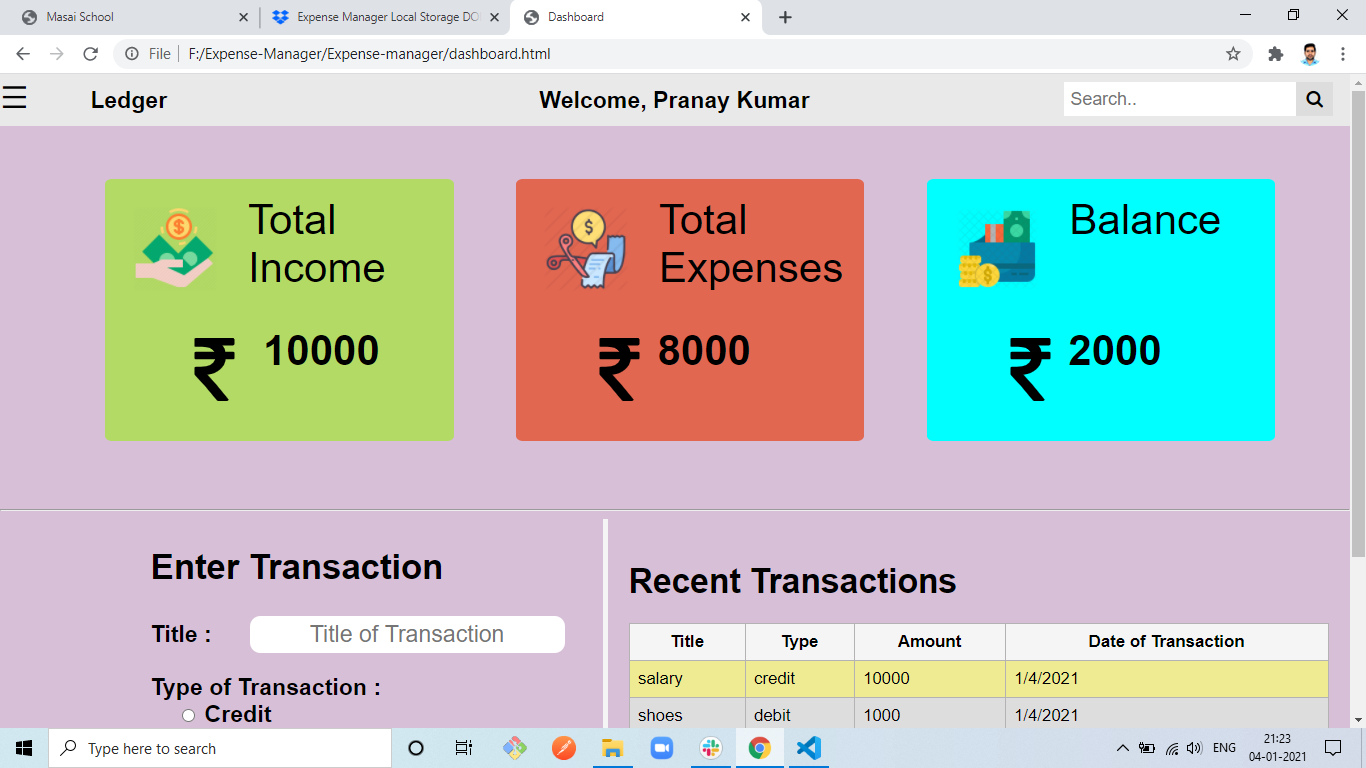 Masai School
Expense Manager Local Storage DO
Dashboard
File
F:/Expense-Manager/Expense-manager/dashboard.html
Ledger
Welcome, Pranay Kumar
Search..
Total
Income
₹ 10000
Total
Expenses
₹ 8000
Balance
₹ 2000
Enter Transaction
Title :
Title of Transaction
Type of Transaction :
Credit
Recent Transactions
Title Type Amount Date of Transaction
salary credit 10000 1/4/2021
shoes debit 1000 1/4/2021
Type here to search
ENG
21:23
04-01-2021